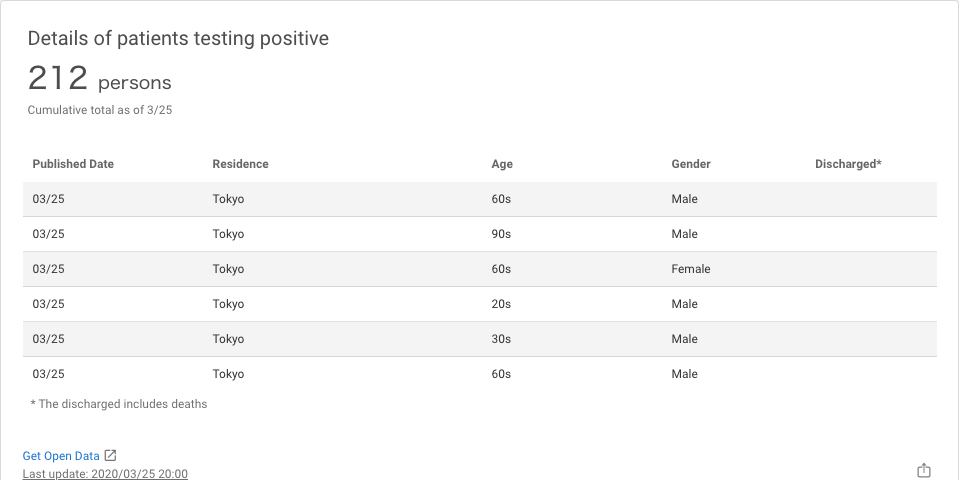 Details of patients testing positive
212 persons
Cumulative total as of 3/25
Published Date Residence Age Gender Discharged*
03/25 Tokyo 60s Male
03/25 Tokyo 90s Male
03/25 Tokyo 60s Female
03/25 Tokyo 20s Male
03/25 Tokyo 30s Male
03/25 Tokyo 60s Male
* The discharged includes deaths
Get Open Data
Last update: 2020/03/25 20:00